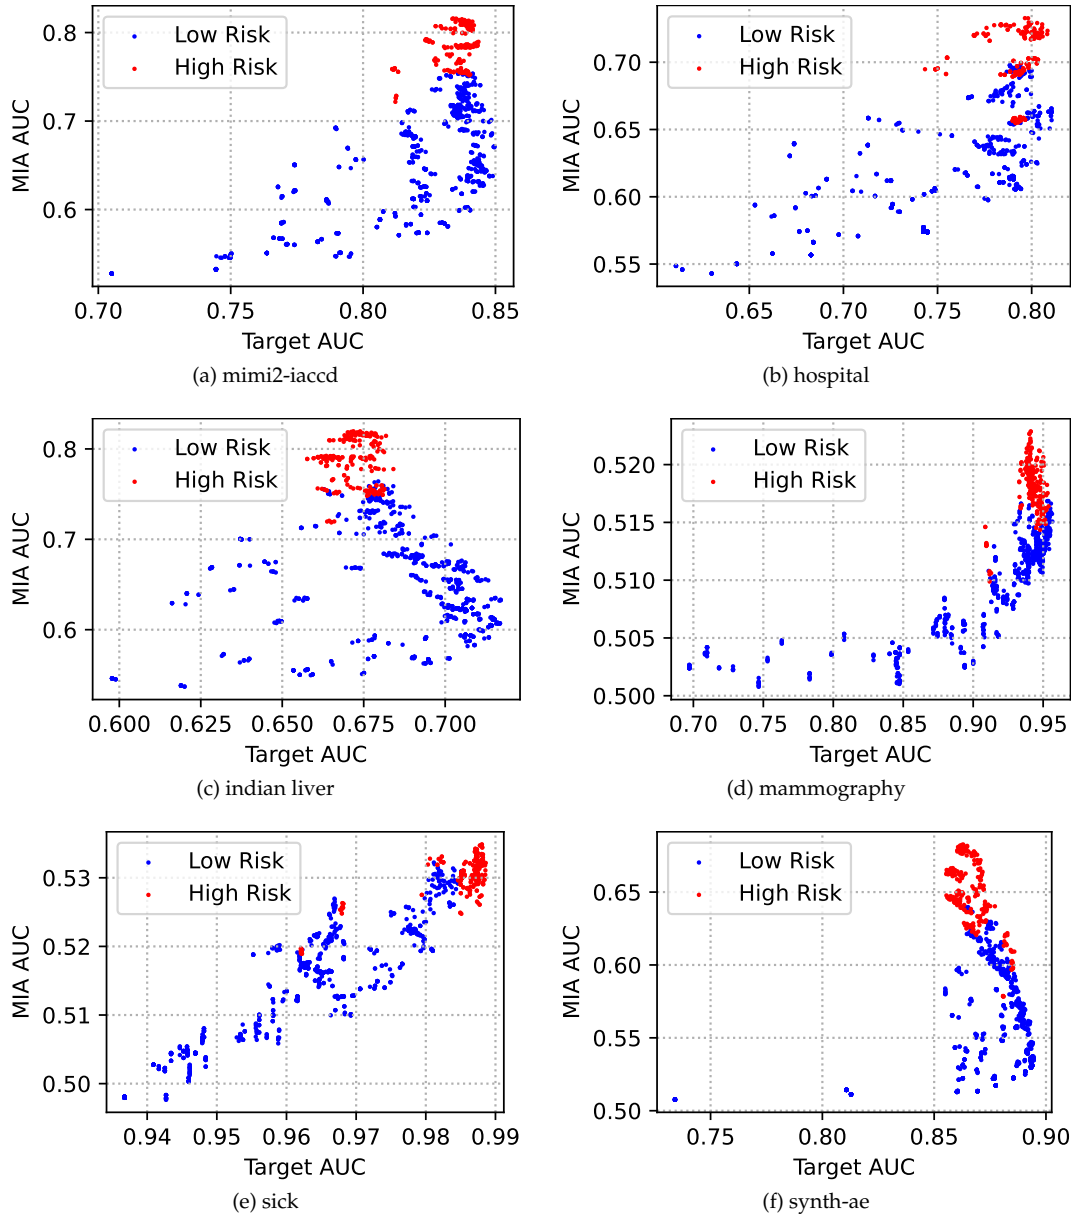 Low Risk
High Risk
0.8
0.7
0.6
MIA AUC
0.70 0.75 0.80 0.85
Target AUC
(a) mimi2-iaccd
Low Risk
High Risk
0.70
0.65
0.60
0.55
MIA AUC
0.65 0.70 0.75 0.80
Target AUC
(b) hospital
Low Risk
High Risk
0.8
0.7
0.6
MIA AUC
0.600 0.625 0.650 0.675 0.700
Target AUC
(c) indian liver
Low Risk
High Risk
0.520
0.515
0.510
0.505
0.500
MIA AUC
0.70 0.75 0.80 0.85 0.90 0.95
Target AUC
(d) mammography
Low Risk
High Risk
0.53
0.52
0.51
0.50
MIA AUC
0.94 0.95 0.96 0.97 0.98 0.99
Target AUC
(e) sick
Low Risk
High Risk
0.65
0.60
0.55
0.50
MIA AUC
0.75 0.80 0.85 0.90
Target AUC
(f) synth-ae